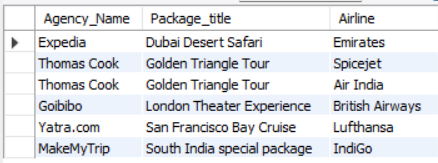 Agency_Name Package_title Airline
Expedia Dubai Desert Safari Emirates
Thomas Cook Golden Triangle Tour Spicejet
Thomas Cook Golden Triangle Tour Air India
Goibibo London Theater Experience British Airways
Yatra.com San Francisco Bay Cruise Lufthansa
MakeMyTrip South India special package IndiGo